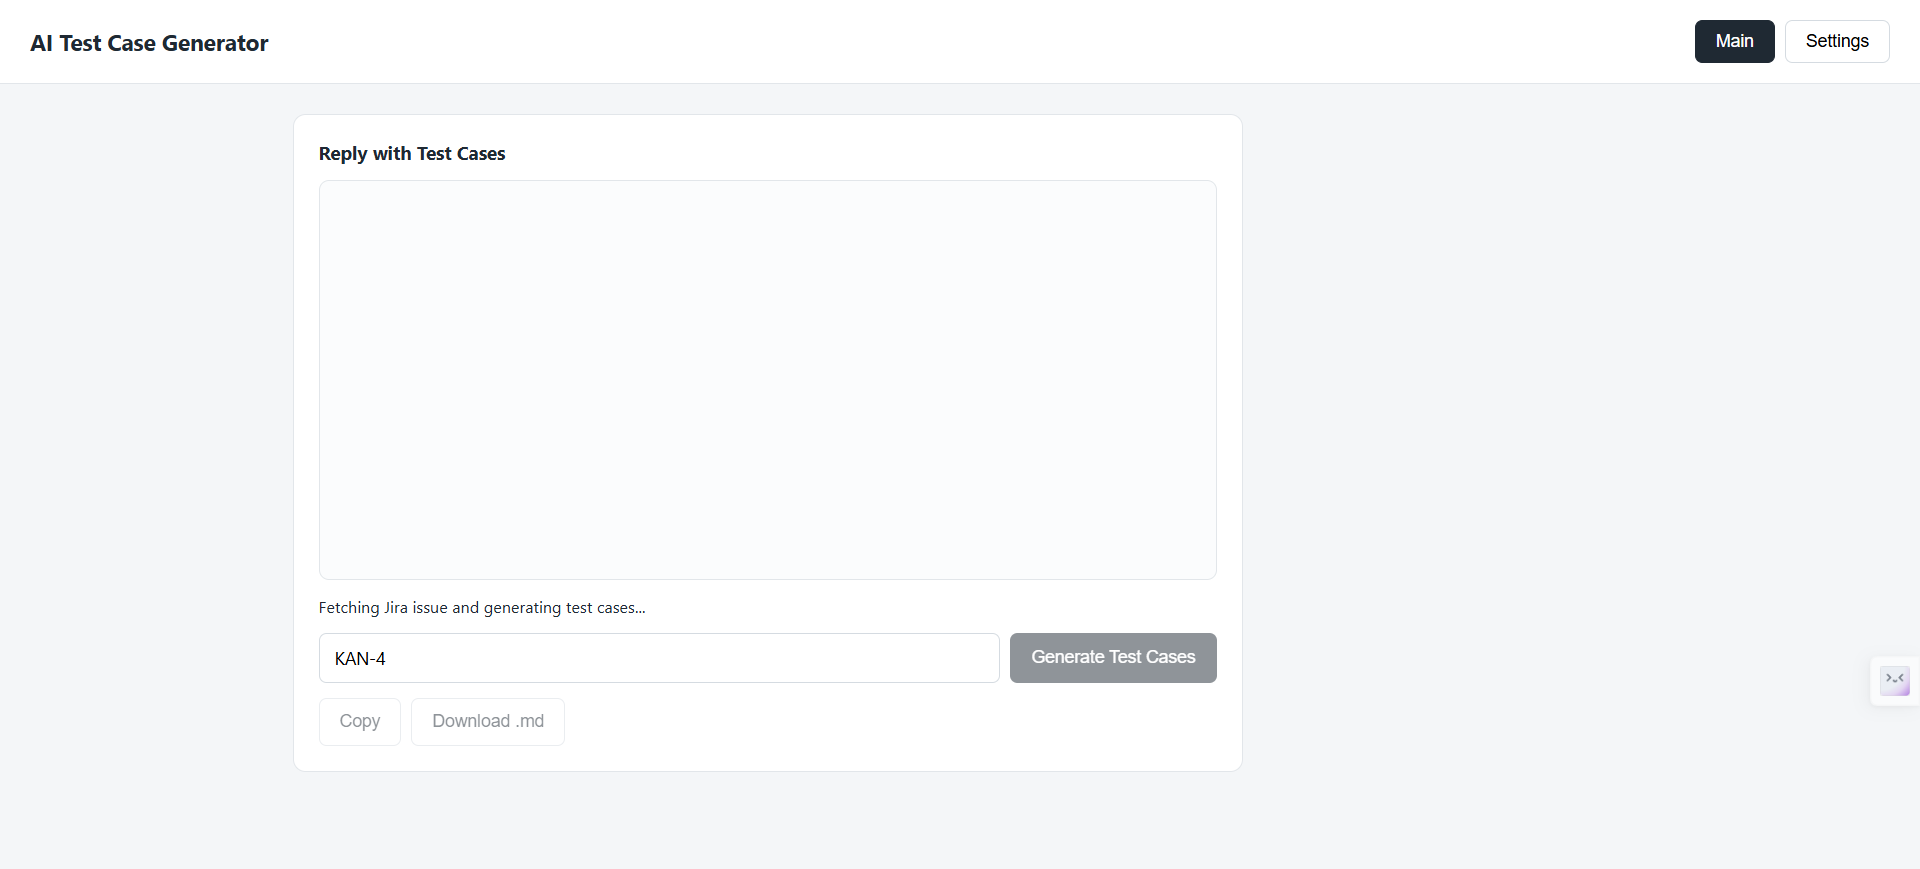 AI Test Case Generator
Main
Settings
Reply with Test Cases
Fetching Jira issue and generating test cases...
KAN-4
Generate Test Cases
Copy
Download .md